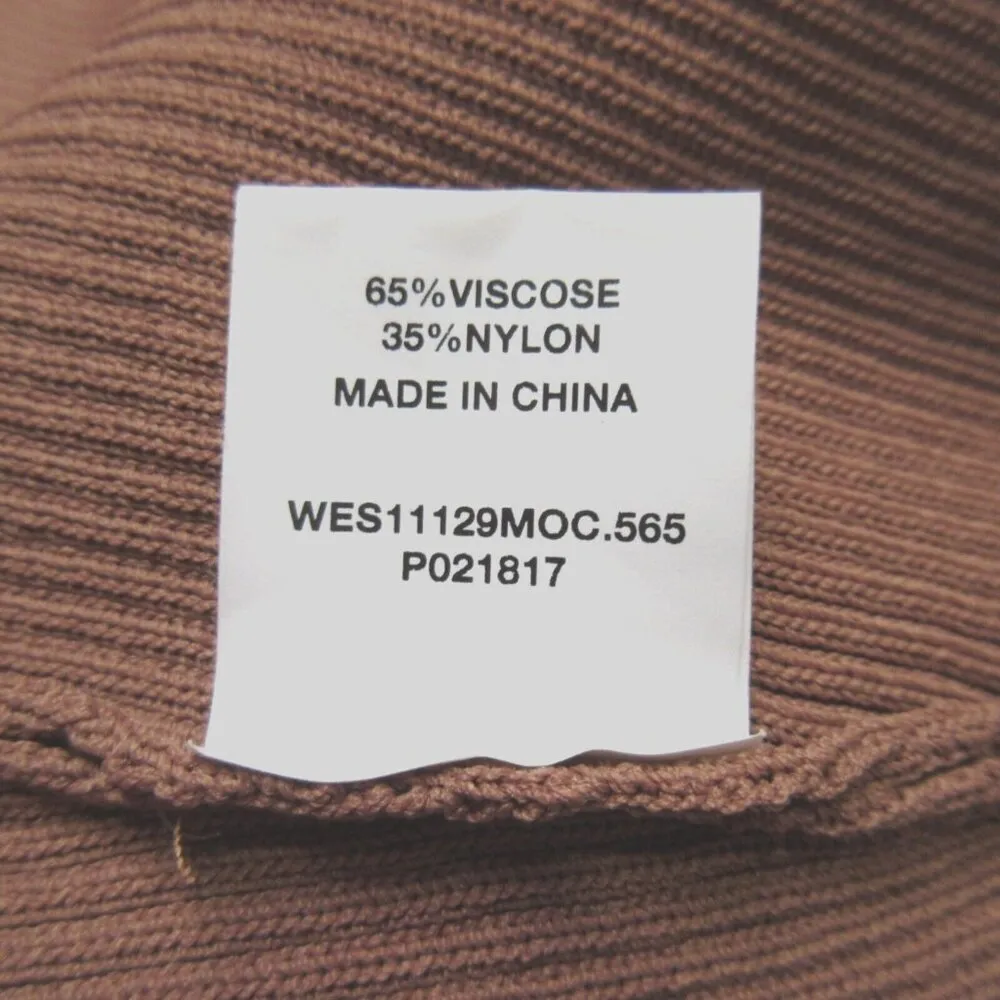 65%VISCOSE
35%NYLON
MADE IN CHINA
WES11129MOC.565
P021817